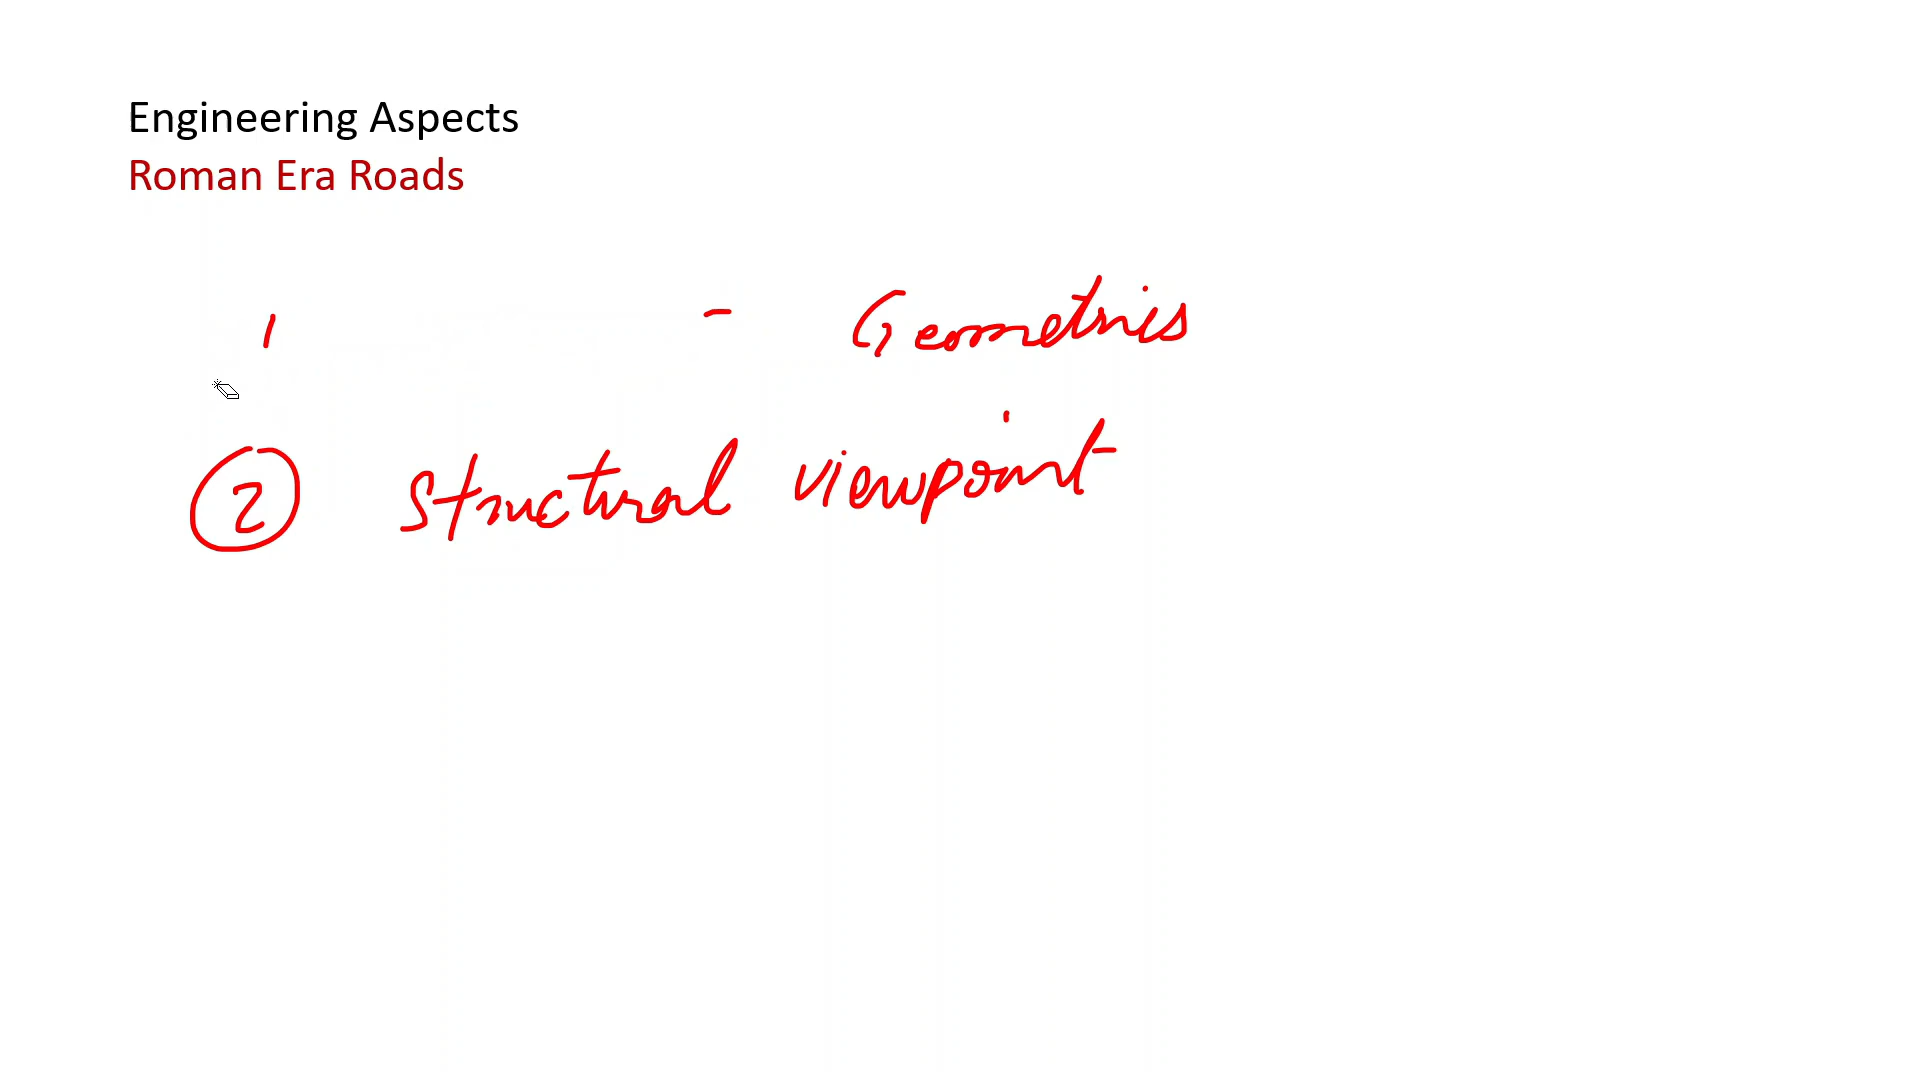 Engineering Aspects
Roman Era Roads
1 - Geometrics
2 Structural viewpoint